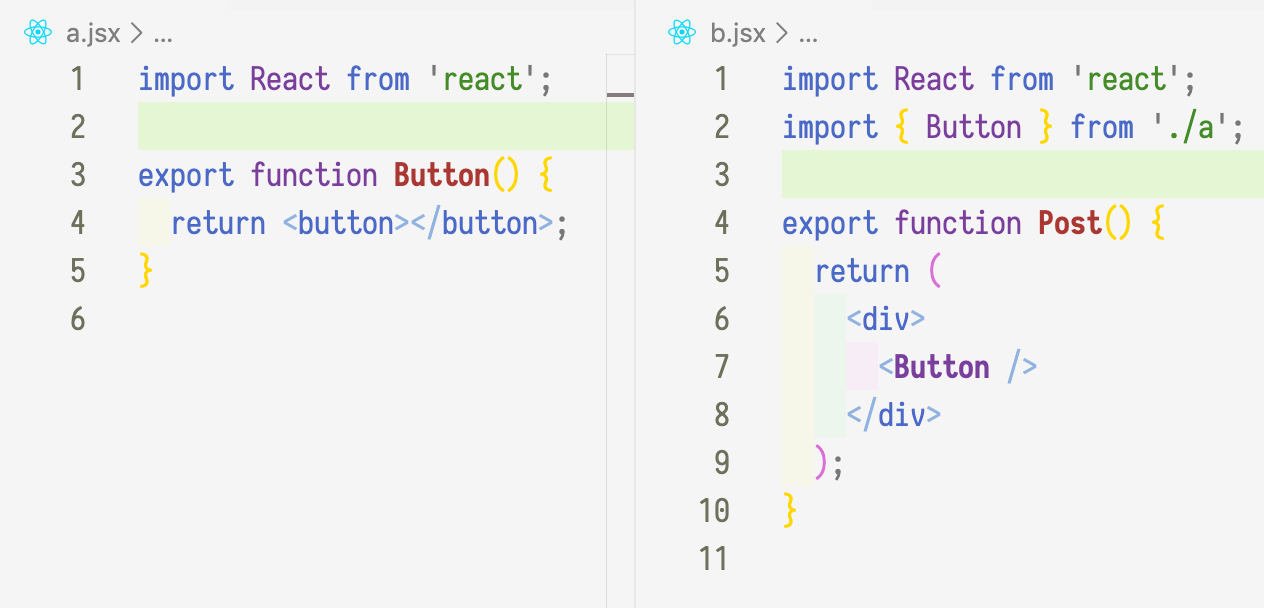 a.jsx > ...
1 import React from 'react';
2
3 export function Button() {
4   return <button></button>;
5 }
6
b.jsx > ...
1 import React from 'react';
2 import { Button } from './a';
3
4 export function Post() {
5   return (
6     <div>
7       <Button />
8     </div>
9   );
10 }
11